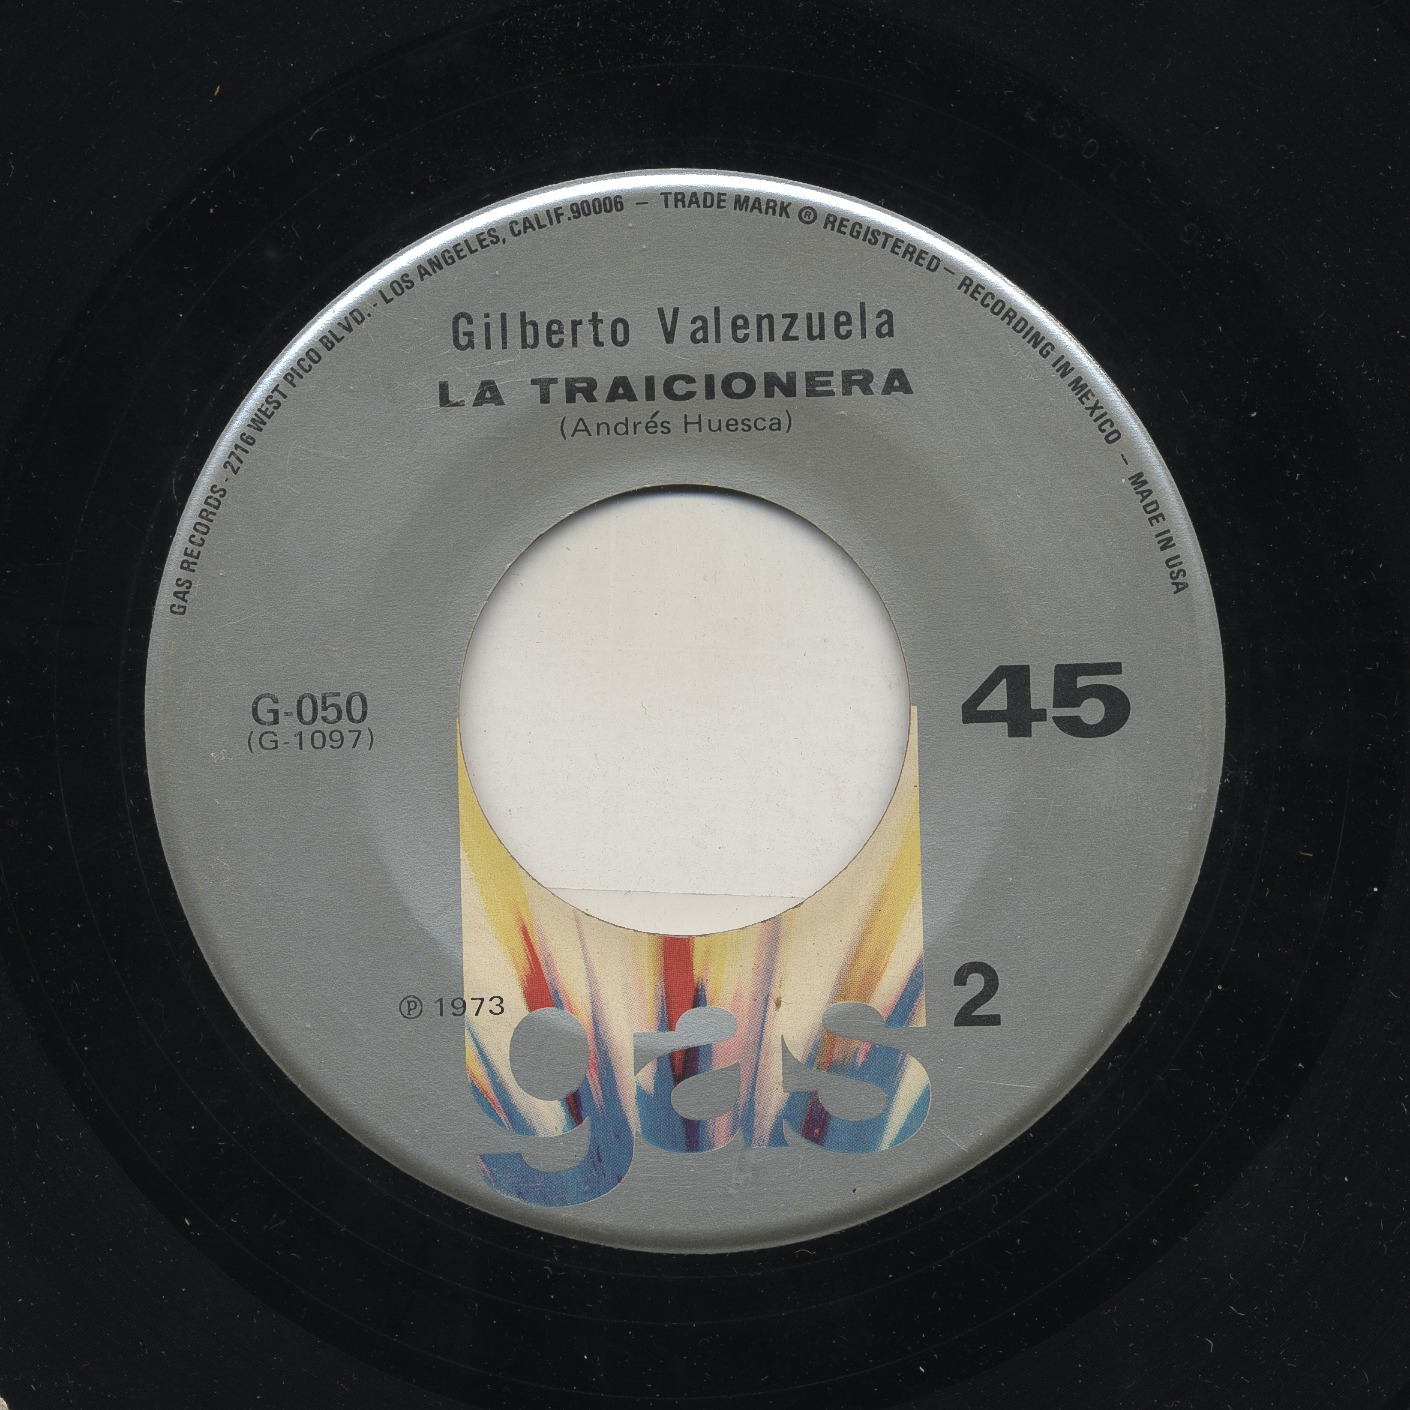 GAS RECORDS - 2716 WEST PICO BLVD. - LOS ANGELES, CALIF. 90006 – TRADE MARK ® REGISTERED – RECORDING IN MEXICO – MADE IN USA
Gilberto Valenzuela
LA TRAICIONERA
(Andrés Huesca)
G-050
(G-1097)
45
℗ 1973
2
gas